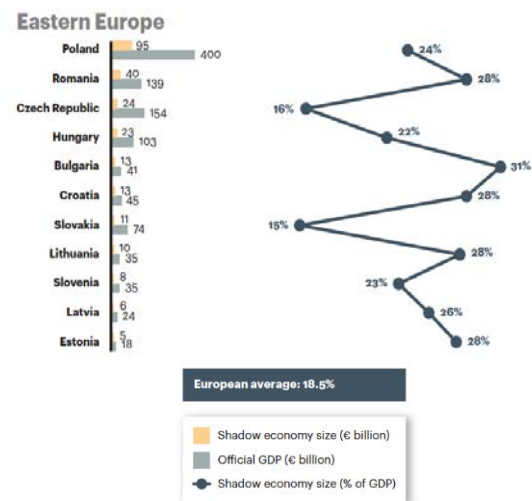 Eastern Europe
Poland 95 400 24%
Romania 40 139 28%
Czech Republic 24 154 16%
Hungary 23 103 22%
Bulgaria 13 41 31%
Croatia 13 45 28%
Slovakia 11 74 15%
Lithuania 10 35 28%
Slovenia 8 35 23%
Latvia 6 24 26%
Estonia 5 18 28%
European average: 18.5%
Shadow economy size (€ billion)
Official GDP (€ billion)
Shadow economy size (% of GDP)